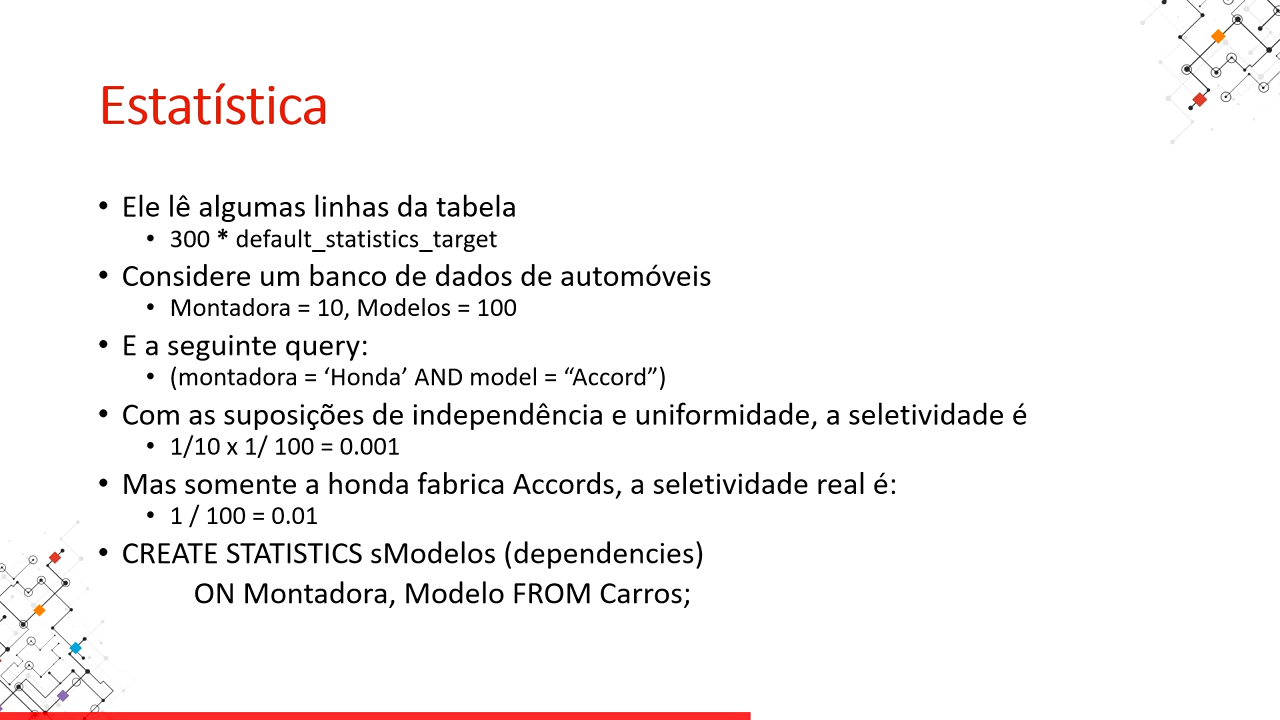 Estatística
• Ele lê algumas linhas da tabela
• 300 * default_statistics_target
• Considere um banco de dados de automóveis
• Montadora = 10, Modelos = 100
• E a seguinte query:
• (montadora = ‘Honda’ AND model = “Accord”)
• Com as suposições de independência e uniformidade, a seletividade é
• 1/10 x 1/ 100 = 0.001
• Mas somente a honda fabrica Accords, a seletividade real é:
• 1 / 100 = 0.01
• CREATE STATISTICS sModelos (dependencies)
ON Montadora, Modelo FROM Carros;